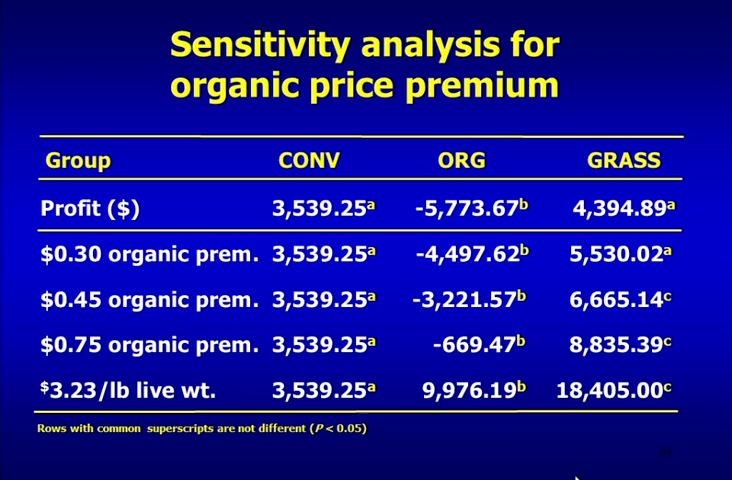 Sensitivity analysis for
organic price premium
Group CONV ORG GRASS
Profit ($) 3,539.25a -5,773.67b 4,394.89a
$0.30 organic prem. 3,539.25a -4,497.62b 5,530.02a
$0.45 organic prem. 3,539.25a -3,221.57b 6,665.14c
$0.75 organic prem. 3,539.25a -669.47b 8,835.39c
$3.23/lb live wt. 3,539.25a 9,976.19b 18,405.00c
Rows with common superscripts are not different (P < 0.05)